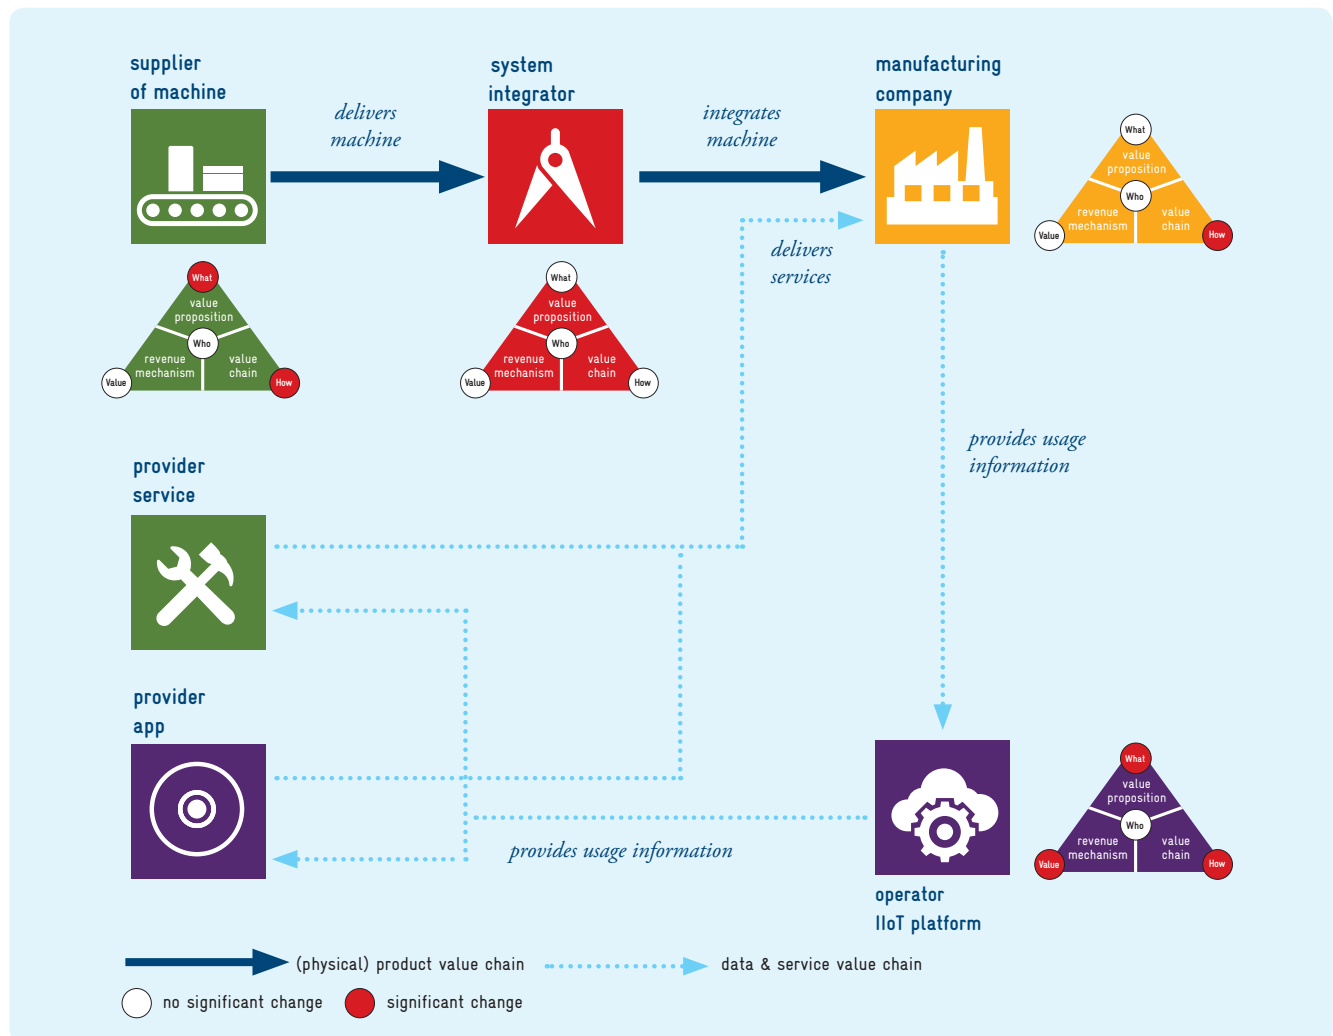 supplier
of machine
delivers
machine
system
integrator
integrates
machine
manufacturing
company
What
value
proposition
Who
revenue
mechanism
value
chain
Value
How
delivers
services
What
value
proposition
Who
revenue
mechanism
value
chain
Value
How
What
value
proposition
Who
revenue
mechanism
value
chain
Value
How
provides usage
information
provider
service
provider
app
provides usage information
operator
IIoT platform
What
value
proposition
Who
revenue
mechanism
value
chain
Value
How
(physical) product value chain
data & service value chain
no significant change
significant change